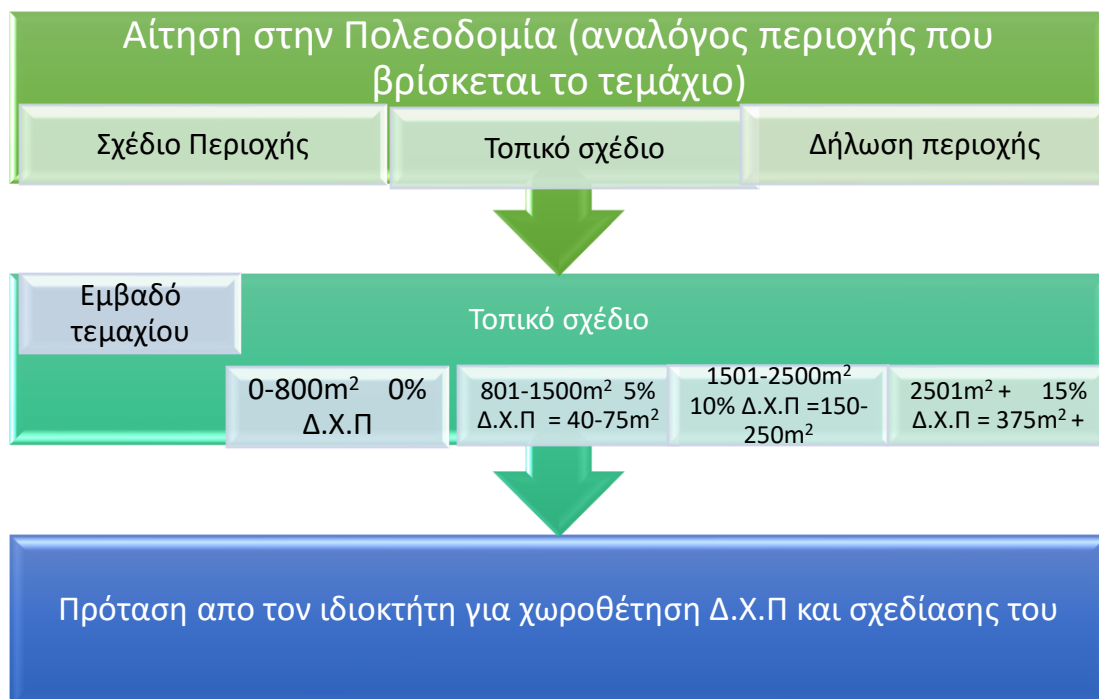 Αίτηση στην Πολεοδομία (αναλόγος περιοχής που
βρίσκεται το τεμάχιο)
Σχέδιο Περιοχής
Τοπικό σχέδιο
Δήλωση περιοχής
Εμβαδό
τεμαχίου
Τοπικό σχέδιο
0-800m² 0%
Δ.Χ.Π
801-1500m² 5%
Δ.Χ.Π = 40-75m²
1501-2500m²
10% Δ.Χ.Π =150-
250m²
2501m² + 15%
Δ.Χ.Π = 375m² +
Πρόταση απο τον ιδιοκτήτη για χωροθέτηση Δ.Χ.Π και σχεδίασης του